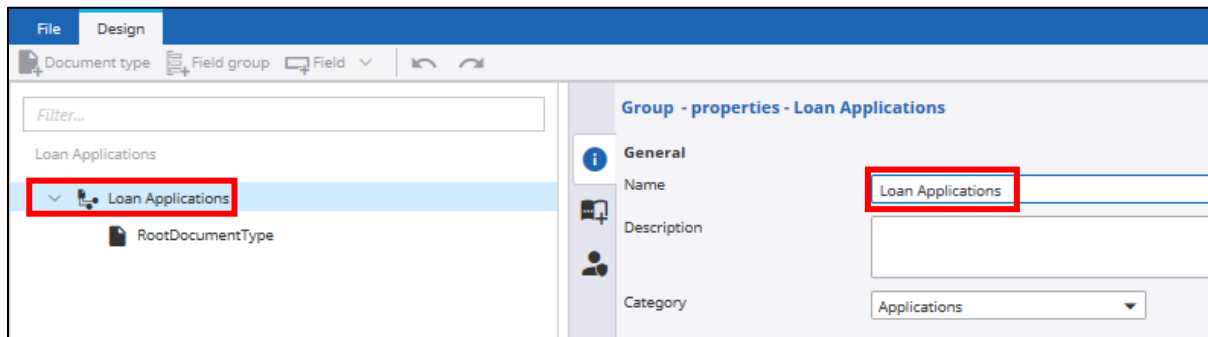 File Design
Document type Field group Field
Filter...
Loan Applications
Loan Applications
RootDocumentType
Group - properties - Loan Applications
General
Name Loan Applications
Description
Category Applications